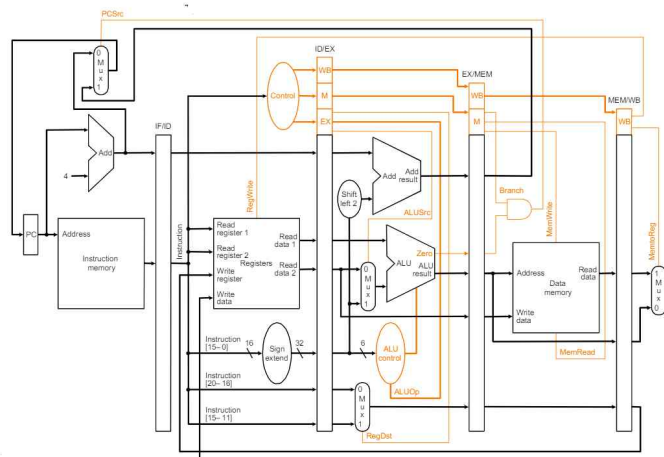 PCSrc
0
M
u
x
1
ID/EX
WB
EX/MEM
Control
M
WB
MEM/WB
IF/ID
EX
M
WB
Add
4
Add
Add
result
Shift
left 2
RegWrite
Branch
ALUSrc
MemWrite
MemtoReg
PC
Address
Instruction
memory
Instruction
Read
register 1
Read
register 2
Write
register
Write
data
Registers
Read
data 1
Read
data 2
0
M
u
x
1
Zero
ALU
ALU
result
Address
Read
data
Data
memory
Write
data
1
M
u
x
0
Instruction
[15–0]
16
Sign
extend
32
6
ALU
control
MemRead
Instruction
[20–16]
ALUOp
0
M
u
x
1
Instruction
[15–11]
RegDst